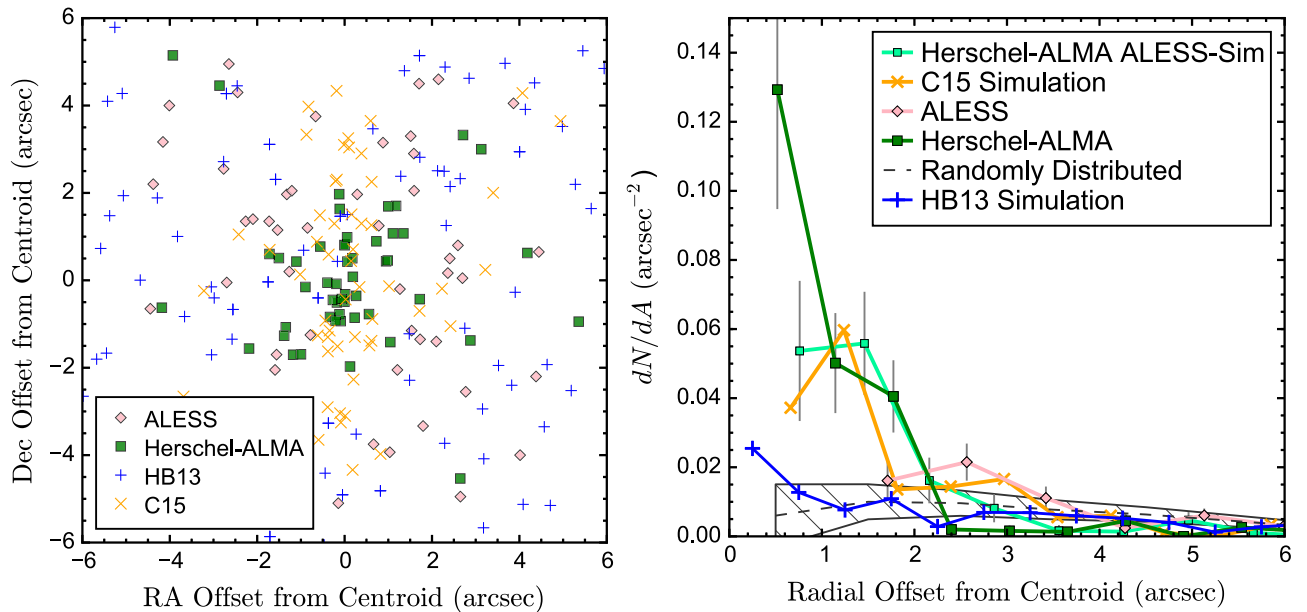 6
4
2
0
−2
−4
−6
Dec Offset from Centroid (arcsec)
ALESS
Herschel-ALMA
HB13
C15
−6 −4 −2 0 2 4 6
RA Offset from Centroid (arcsec)
0.14
0.12
0.10
0.08
0.06
0.04
0.02
0.00
dN/dA (arcsec⁻²)
Herschel-ALMA ALESS-Sim
C15 Simulation
ALESS
Herschel-ALMA
Randomly Distributed
HB13 Simulation
0 1 2 3 4 5 6
Radial Offset from Centroid (arcsec)